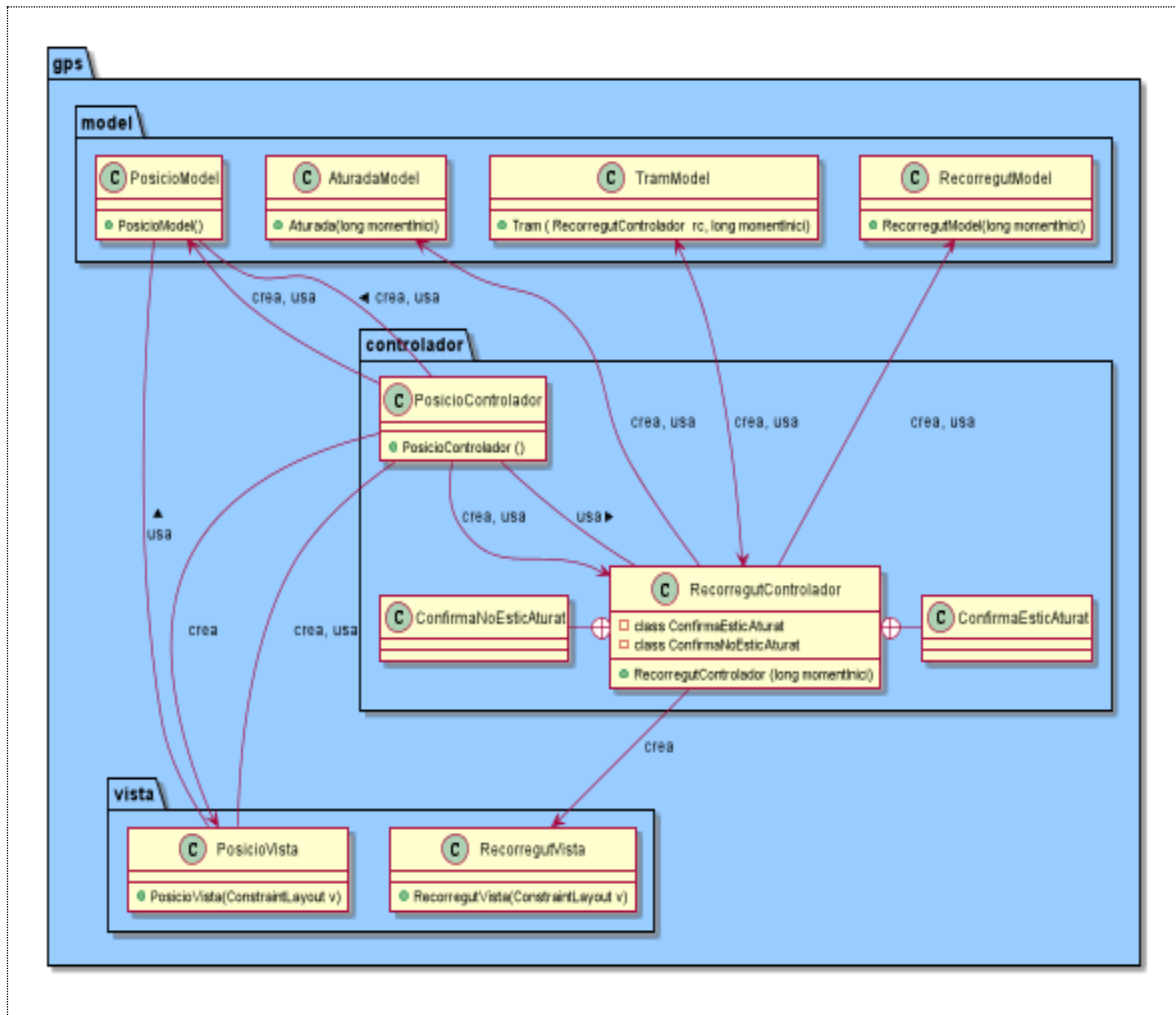 gps
model
C PosicioModel
PosicioModel()
C AturadaModel
Aturada(long momentInici)
C TramModel
Tram ( RecorregutControlador rc, long momentInici)
C RecorregutModel
RecorregutModel(long momentInici)
crea, usa
◄ crea, usa
controlador
C PosicioControlador
PosicioControlador ()
crea, usa
crea, usa
crea, usa
▲
usa
crea, usa
usa ►
C RecorregutControlador
class ConfirmaEsticAturat
class ConfirmaNoEsticAturat
RecorregutControlador (long momentInici)
C ConfirmaNoEsticAturat
C ConfirmaEsticAturat
crea
crea, usa
crea
vista
C PosicioVista
PosicioVista(ConstraintLayout v)
C RecorregutVista
RecorregutVista(ConstraintLayout v)